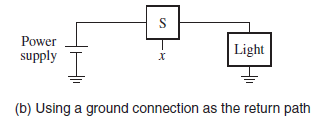 S
Power
supply
x
Light
(b) Using a ground connection as the return path